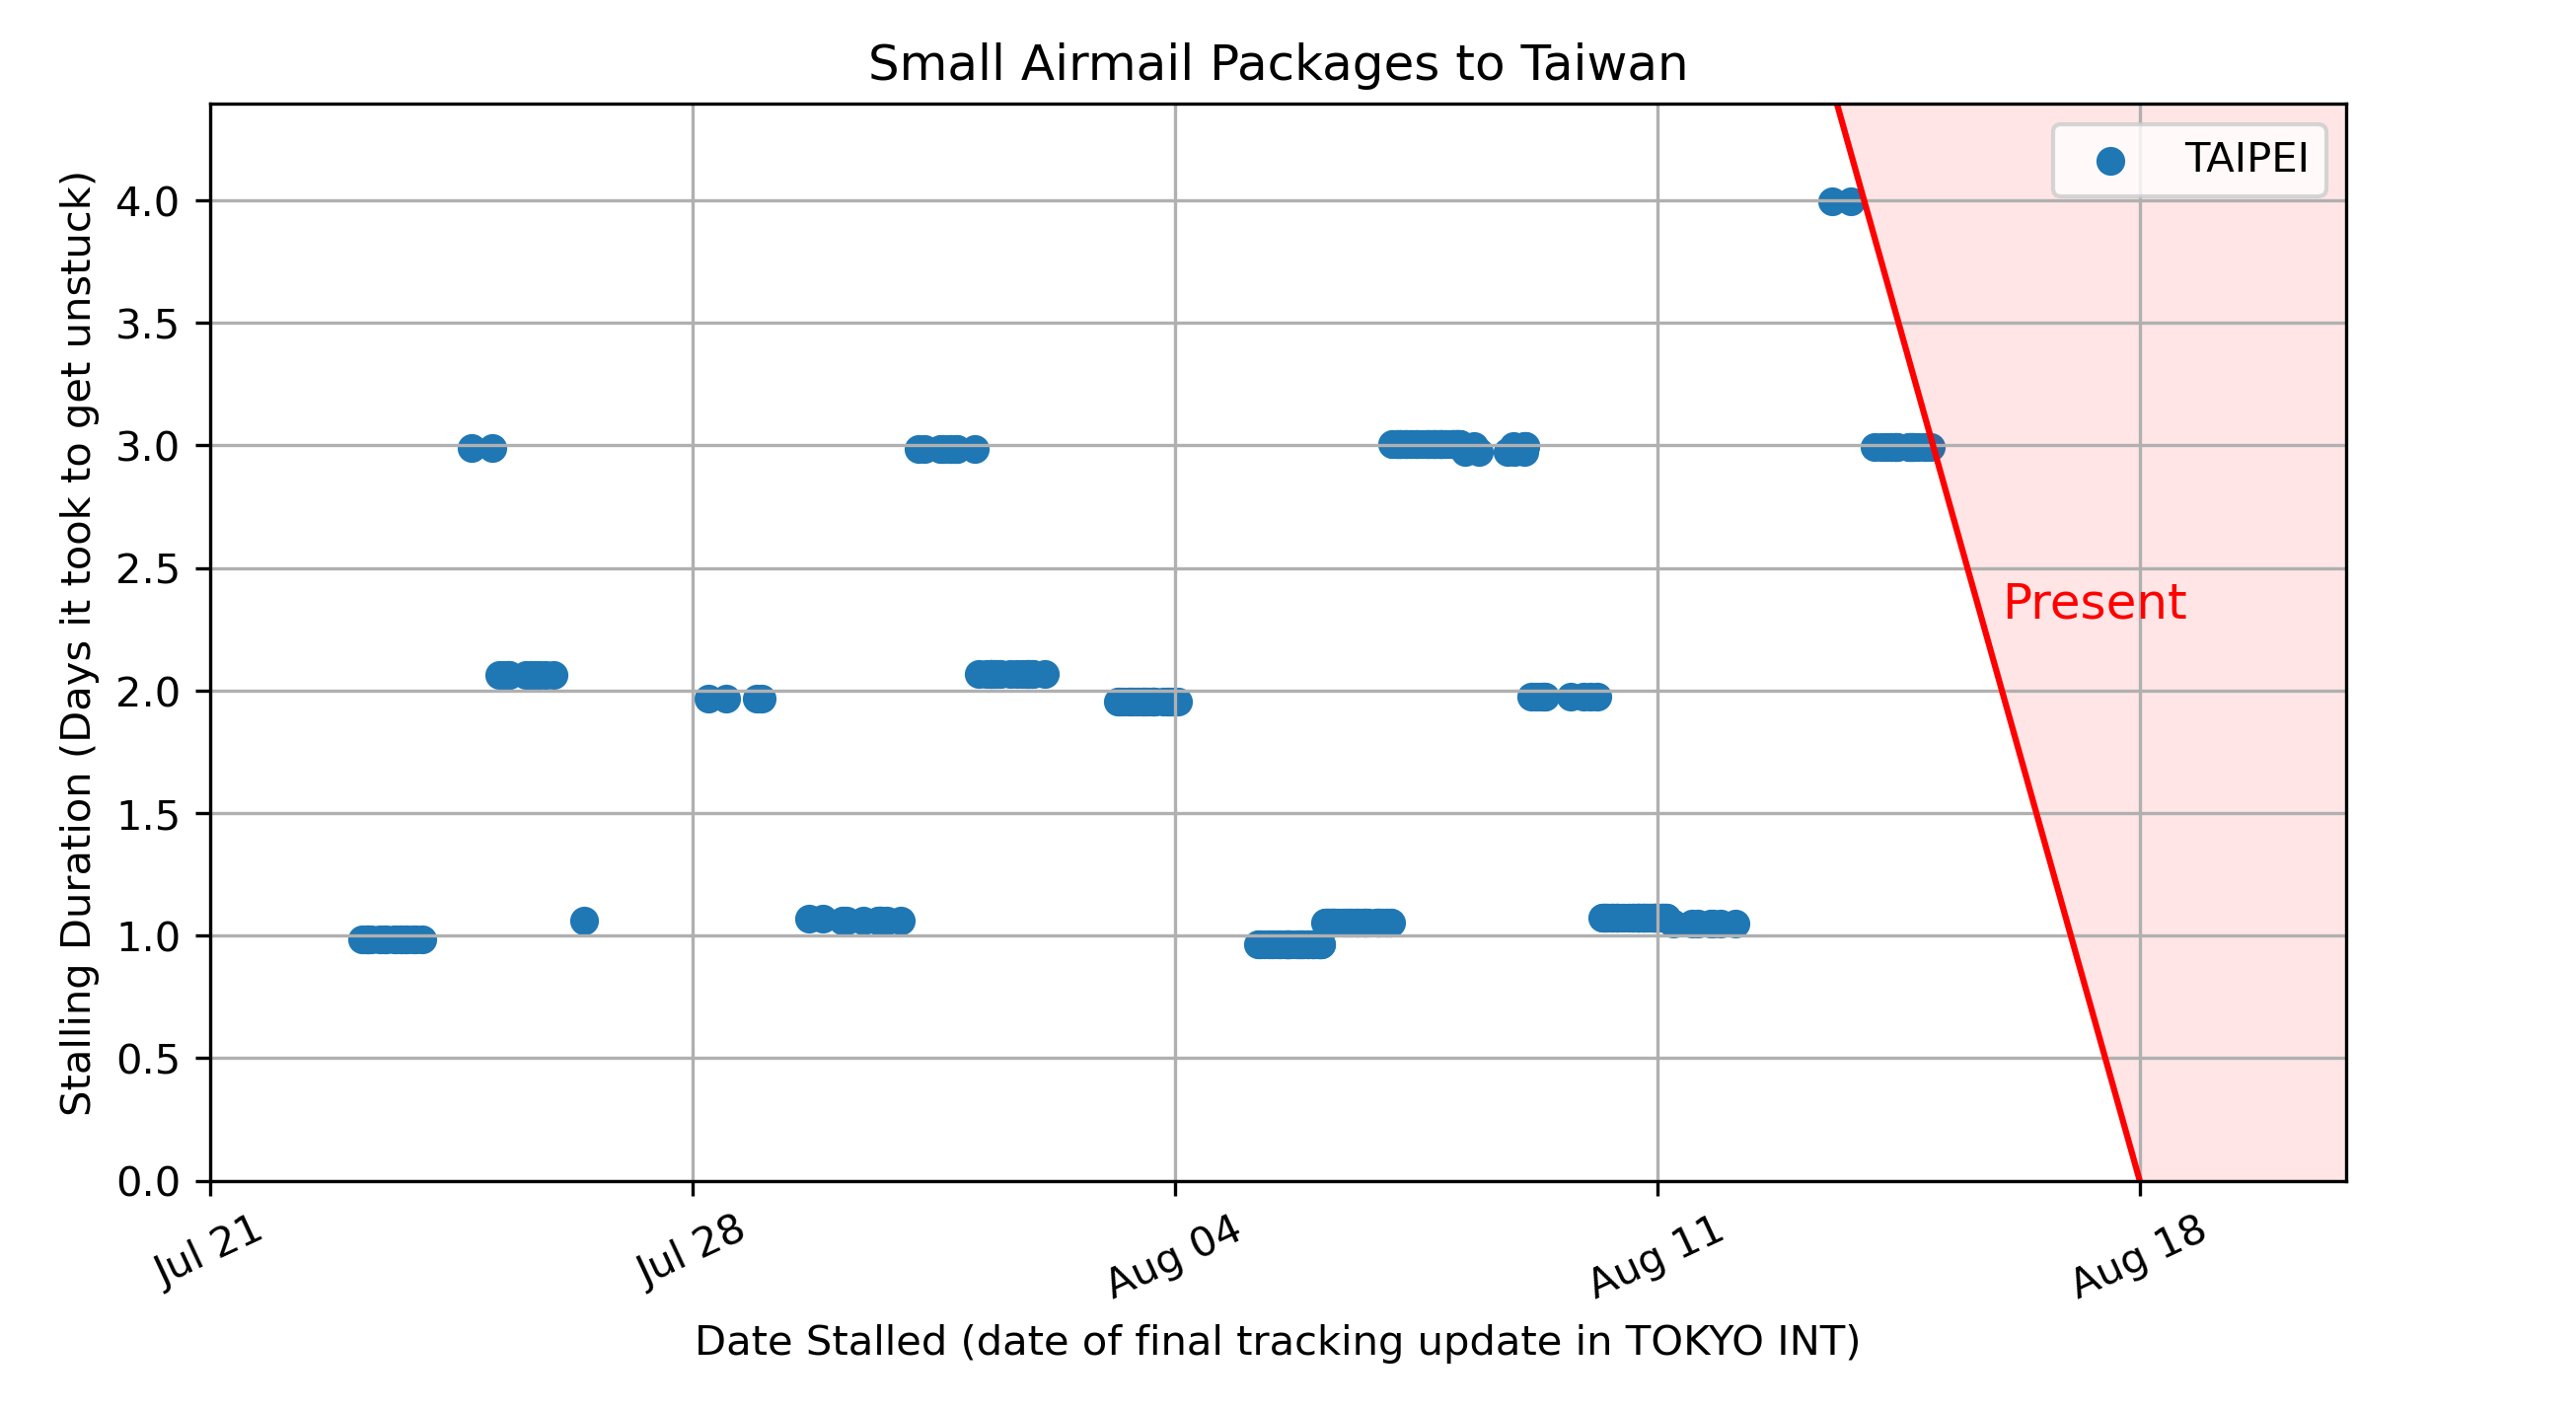 Small Airmail Packages to Taiwan
TAIPEI
Stalling Duration (Days it took to get unstuck)
4.0
3.5
3.0
2.5
2.0
1.5
1.0
0.5
0.0
Present
Jul 21
Jul 28
Aug 04
Aug 11
Aug 18
Date Stalled (date of final tracking update in TOKYO INT)